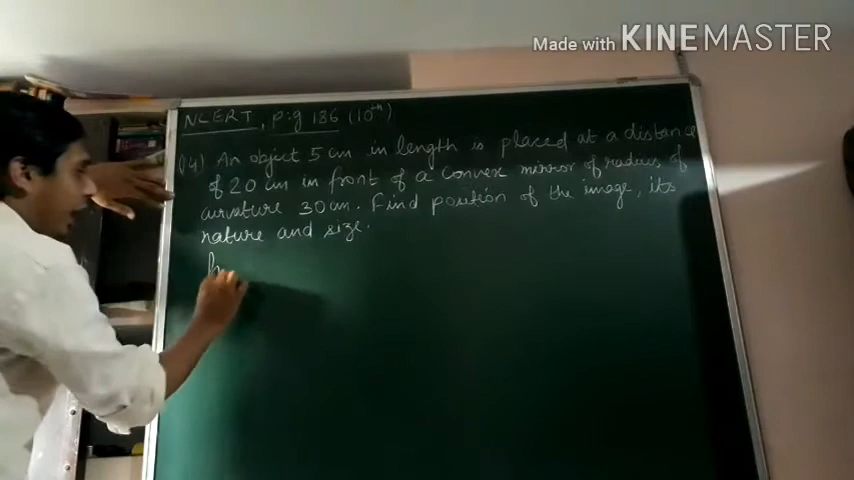 Made with KINEMASTER
NCERT, pg 186 (10th)
(14) An object 5 cm in length is placed at a distance
of 20 cm in front of a convex mirror of radius of
curvature 30 cm. Find position of the image, its
nature and size.
h